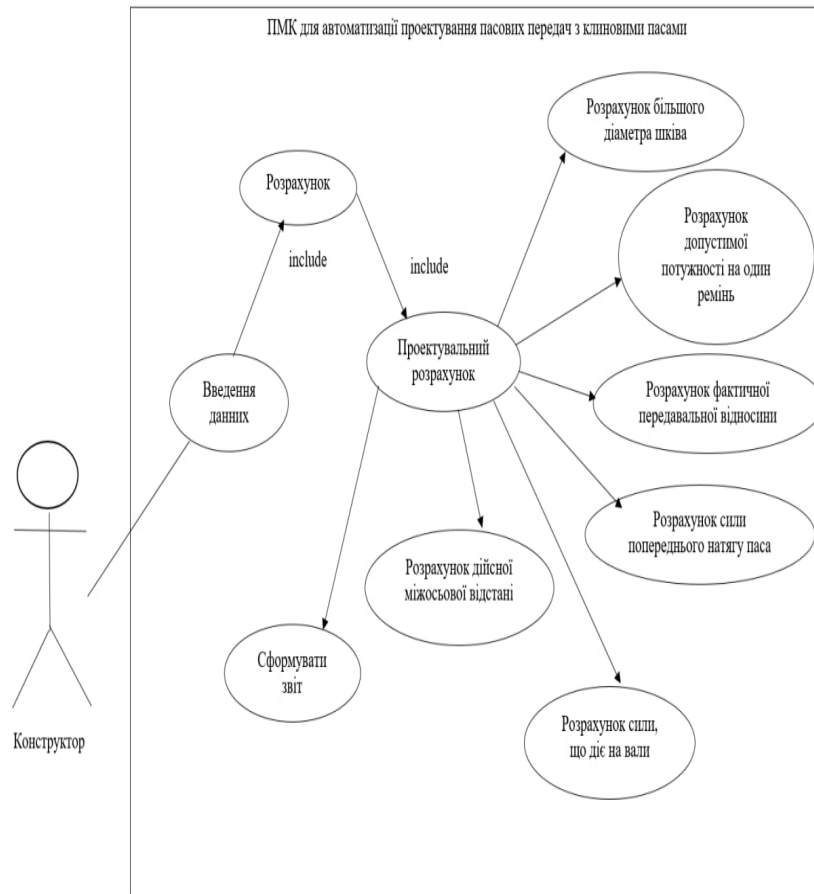 ПМК для автоматизації проектування пасових передач з клиновими пасами
Розрахунок більшого
діаметра шківа
Розрахунок
include
include
Розрахунок
допустимої
потужності на один
ремінь
Проектувальний
розрахунок
Введення
данних
Розрахунок фактичної
передавальної відносини
Розрахунок сили
попереднього натягу паса
Розрахунок дійсної
міжосьової відстані
Сформувати
звіт
Розрахунок сили,
що діє на вали
Конструктор